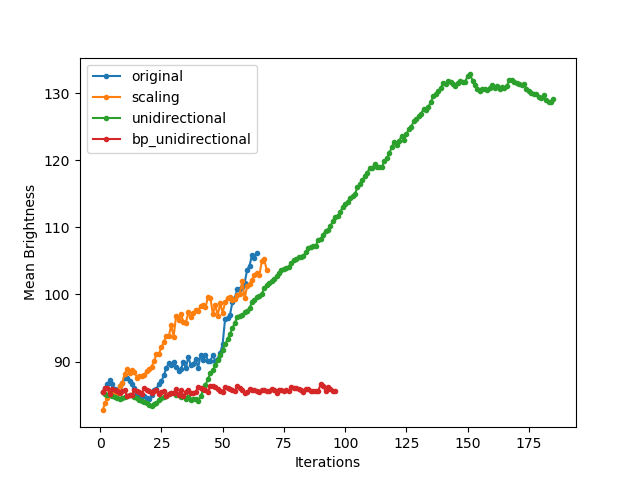 original
scaling
unidirectional
bp_unidirectional
130
120
110
100
90
Mean Brightness
0 25 50 75 100 125 150 175
Iterations